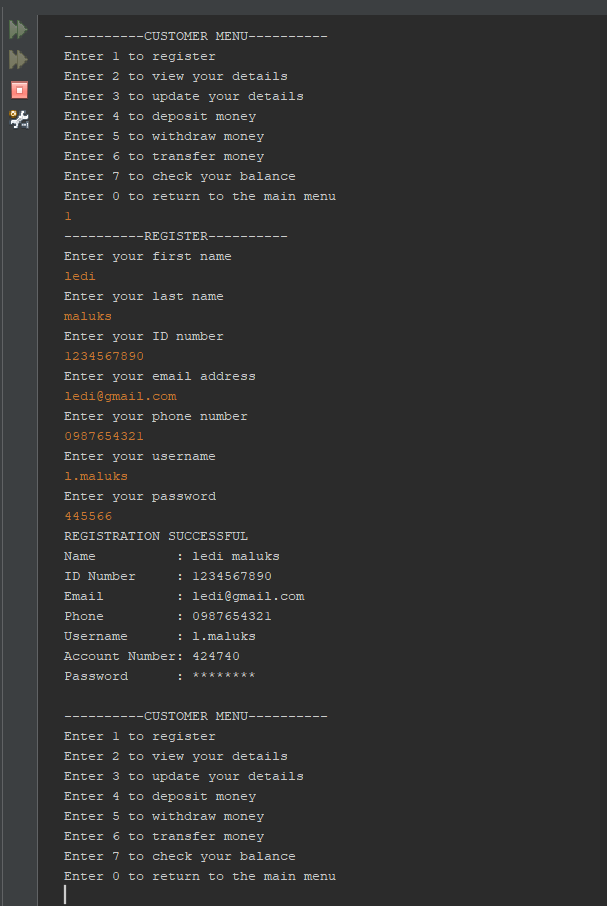 ----------CUSTOMER MENU----------
Enter 1 to register
Enter 2 to view your details
Enter 3 to update your details
Enter 4 to deposit money
Enter 5 to withdraw money
Enter 6 to transfer money
Enter 7 to check your balance
Enter 0 to return to the main menu
1
----------REGISTER----------
Enter your first name
ledi
Enter your last name
maluks
Enter your ID number
1234567890
Enter your email address
ledi@gmail.com
Enter your phone number
0987654321
Enter your username
l.maluks
Enter your password
445566
REGISTRATION SUCCESSFUL
Name          : ledi maluks
ID Number     : 1234567890
Email         : ledi@gmail.com
Phone         : 0987654321
Username      : l.maluks
Account Number: 424740
Password      : ********
----------CUSTOMER MENU----------
Enter 1 to register
Enter 2 to view your details
Enter 3 to update your details
Enter 4 to deposit money
Enter 5 to withdraw money
Enter 6 to transfer money
Enter 7 to check your balance
Enter 0 to return to the main menu